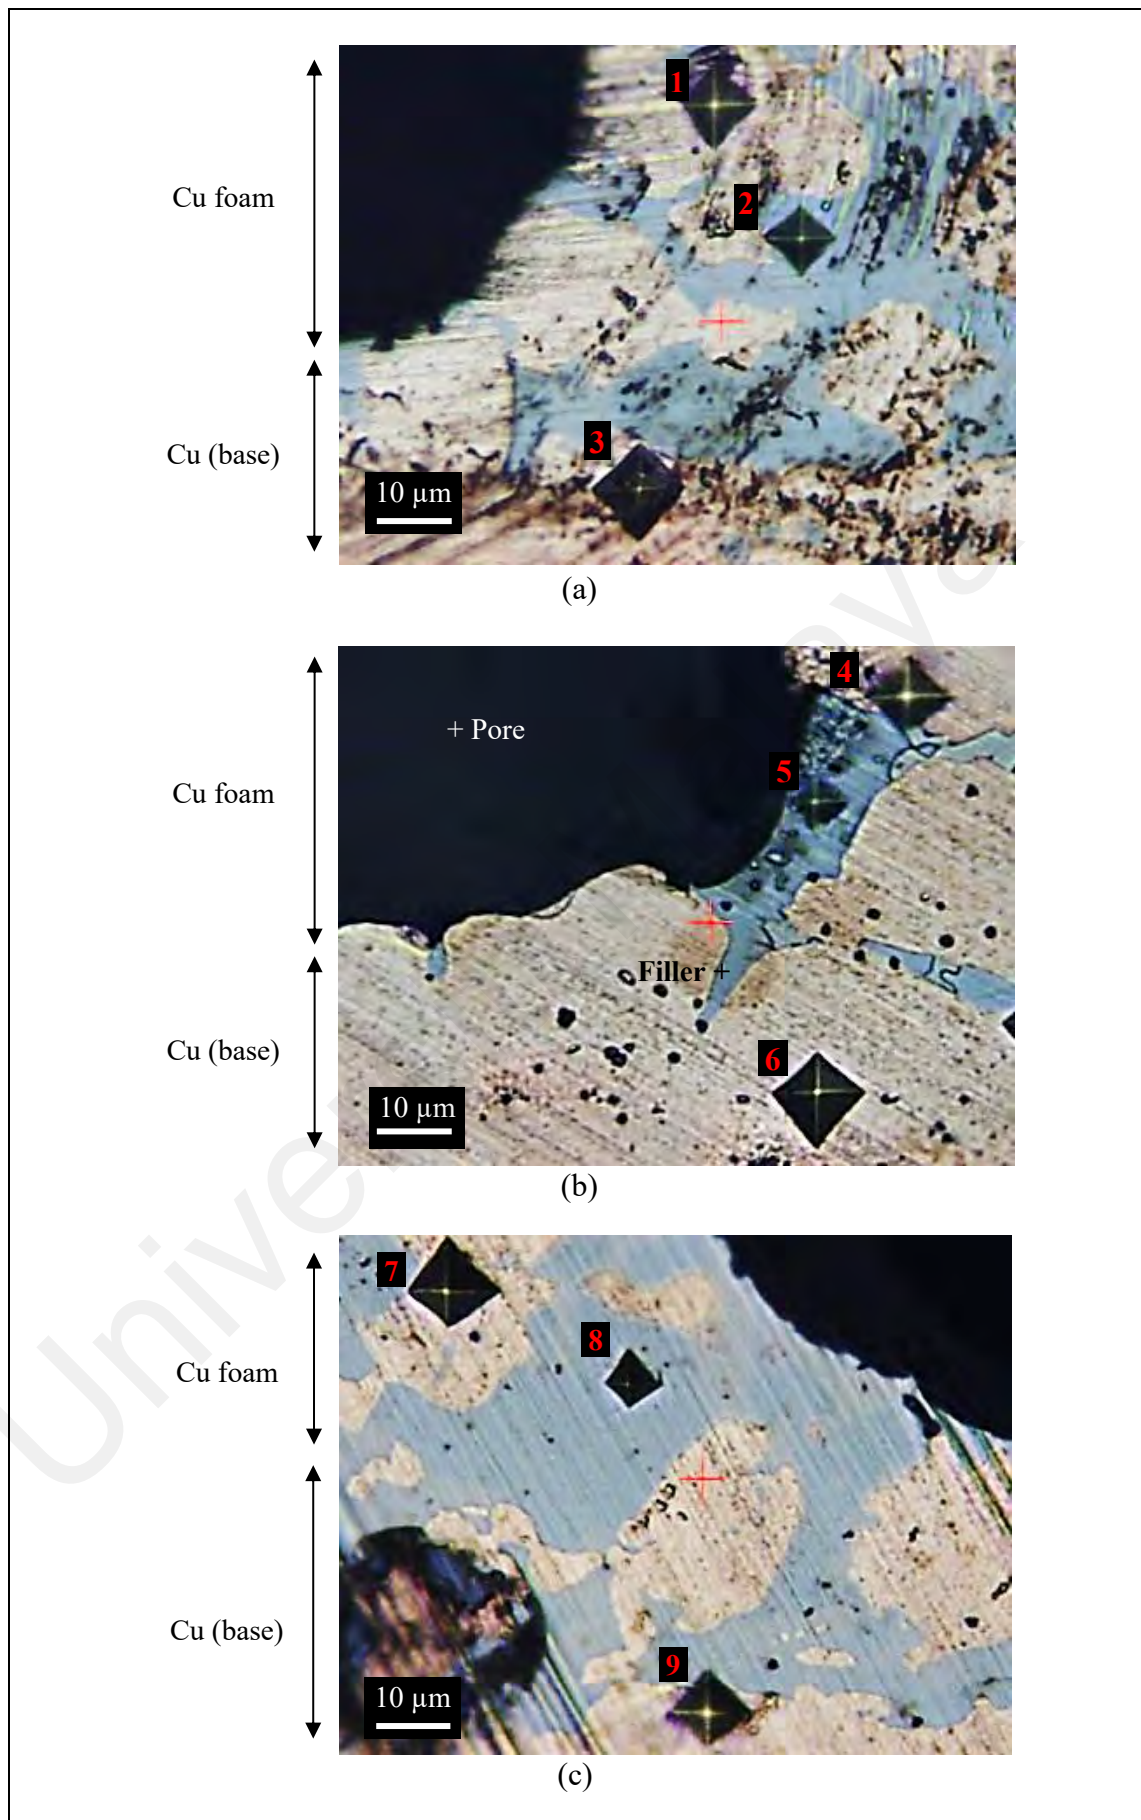 1
Cu foam
2
Cu (base)
3
10 µm
(a)
4
+ Pore
5
Cu foam
Filler +
Cu (base)
6
10 µm
(b)
7
8
Cu foam
Cu (base)
9
10 µm
(c)